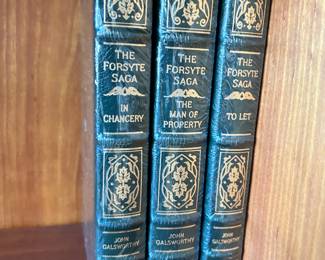 THE
FORSYTE
SAGA
IN
CHANCERY
JOHN
GALSWORTHY
THE
FORSYTE
SAGA
THE
MAN OF
PROPERTY
JOHN
GALSWORTHY
THE
FORSYTE
SAGA
TO LET
JOHN
GALSWORTHY